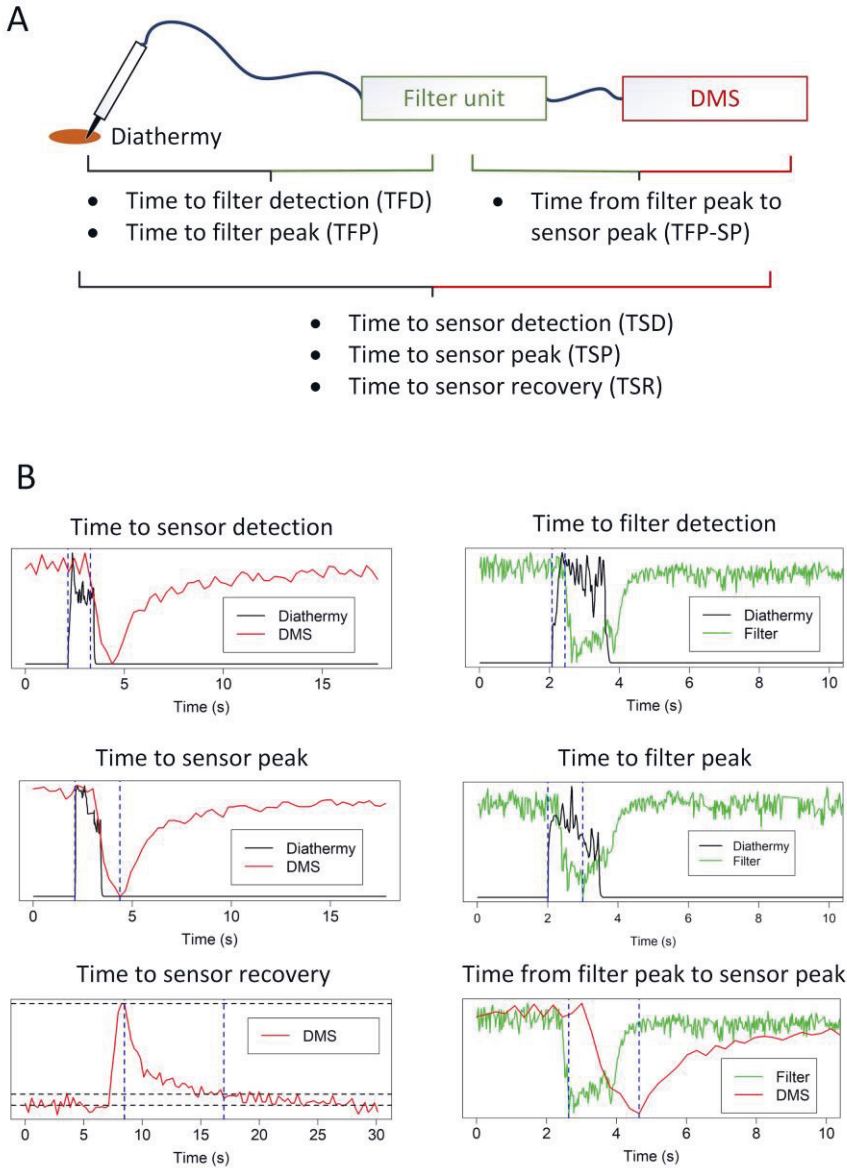 A
Filter unit
DMS
Diathermy
• Time to filter detection (TFD)
• Time to filter peak (TFP)
• Time from filter peak to
sensor peak (TFP-SP)
• Time to sensor detection (TSD)
• Time to sensor peak (TSP)
• Time to sensor recovery (TSR)
B
Time to sensor detection
Diathermy
DMS
0 5 10 15
Time (s)
Time to filter detection
Diathermy
Filter
0 2 4 6 8 10
Time (s)
Time to sensor peak
Diathermy
DMS
0 5 10 15
Time (s)
Time to filter peak
Diathermy
Filter
0 2 4 6 8 10
Time (s)
Time to sensor recovery
DMS
0 5 10 15 20 25 30
Time (s)
Time from filter peak to sensor peak
Filter
DMS
0 2 4 6 8 10
Time (s)